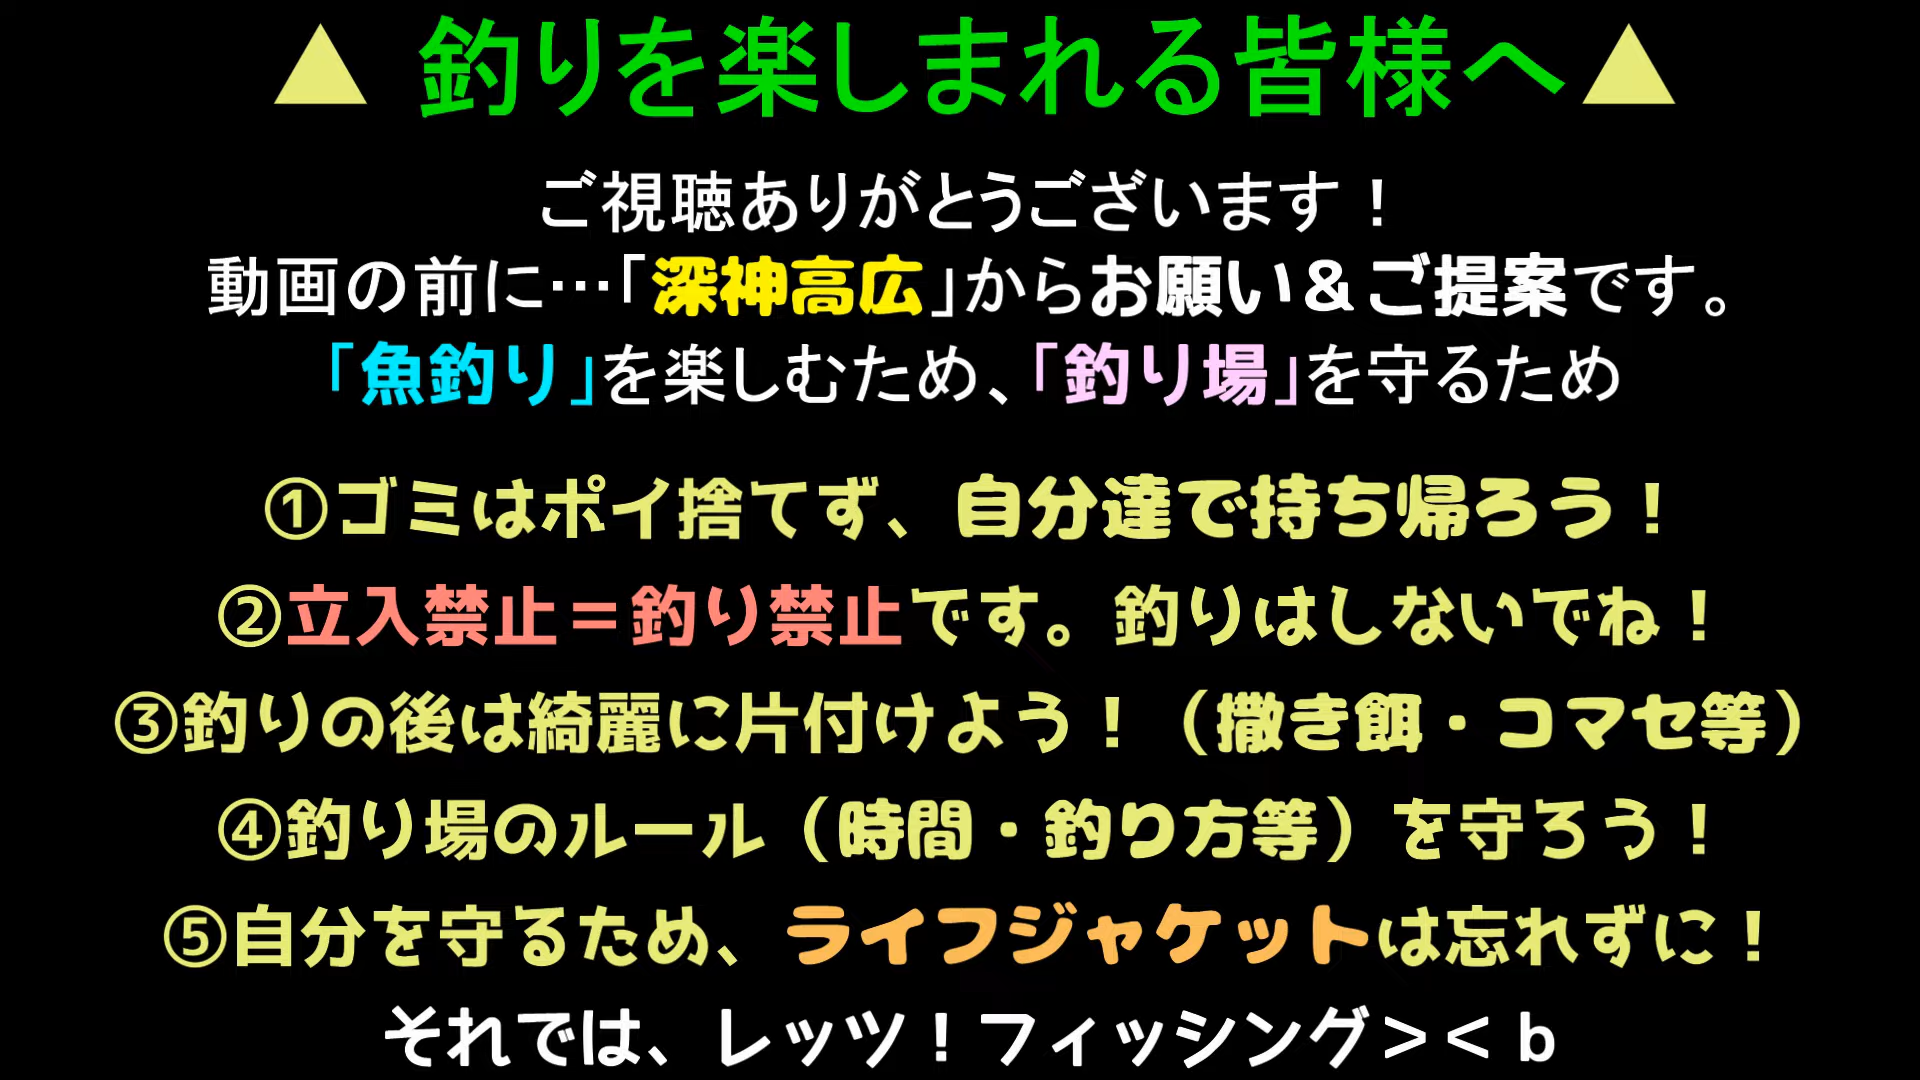 ▲ 釣りを楽しまれる皆様へ▲
ご視聴ありがとうございます！
動画の前に…「深神高広」からお願い＆ご提案です。
「魚釣り」を楽しむため、「釣り場」を守るため
①ゴミはポイ捨てず、自分達で持ち帰ろう！
②立入禁止＝釣り禁止です。釣りはしないでね！
③釣りの後は綺麗に片付けよう！（撒き餌・コマセ等）
④釣り場のルール（時間・釣り方等）を守ろう！
⑤自分を守るため、ライフジャケットは忘れずに！
それでは、レッツ！フィッシング＞＜ｂ